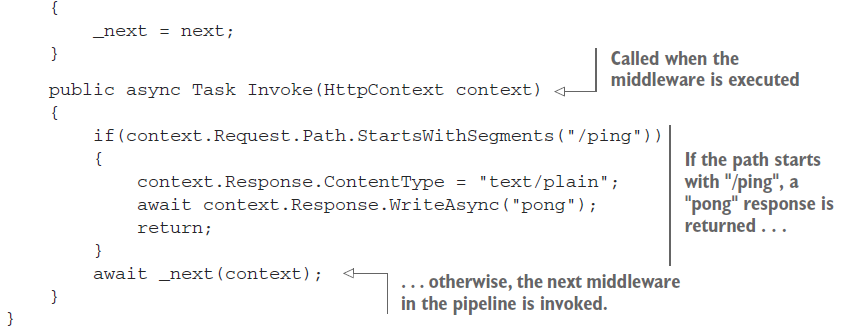 {
_next = next;
}
public async Task Invoke(HttpContext context)
Called when the
middleware is executed
{
if(context.Request.Path.StartsWithSegments("/ping"))
{
context.Response.ContentType = "text/plain";
await context.Response.WriteAsync("pong");
return;
}
If the path starts
with "/ping", a
"pong" response is
returned . . .
await _next(context);
. . . otherwise, the next middleware
in the pipeline is invoked.
}
}